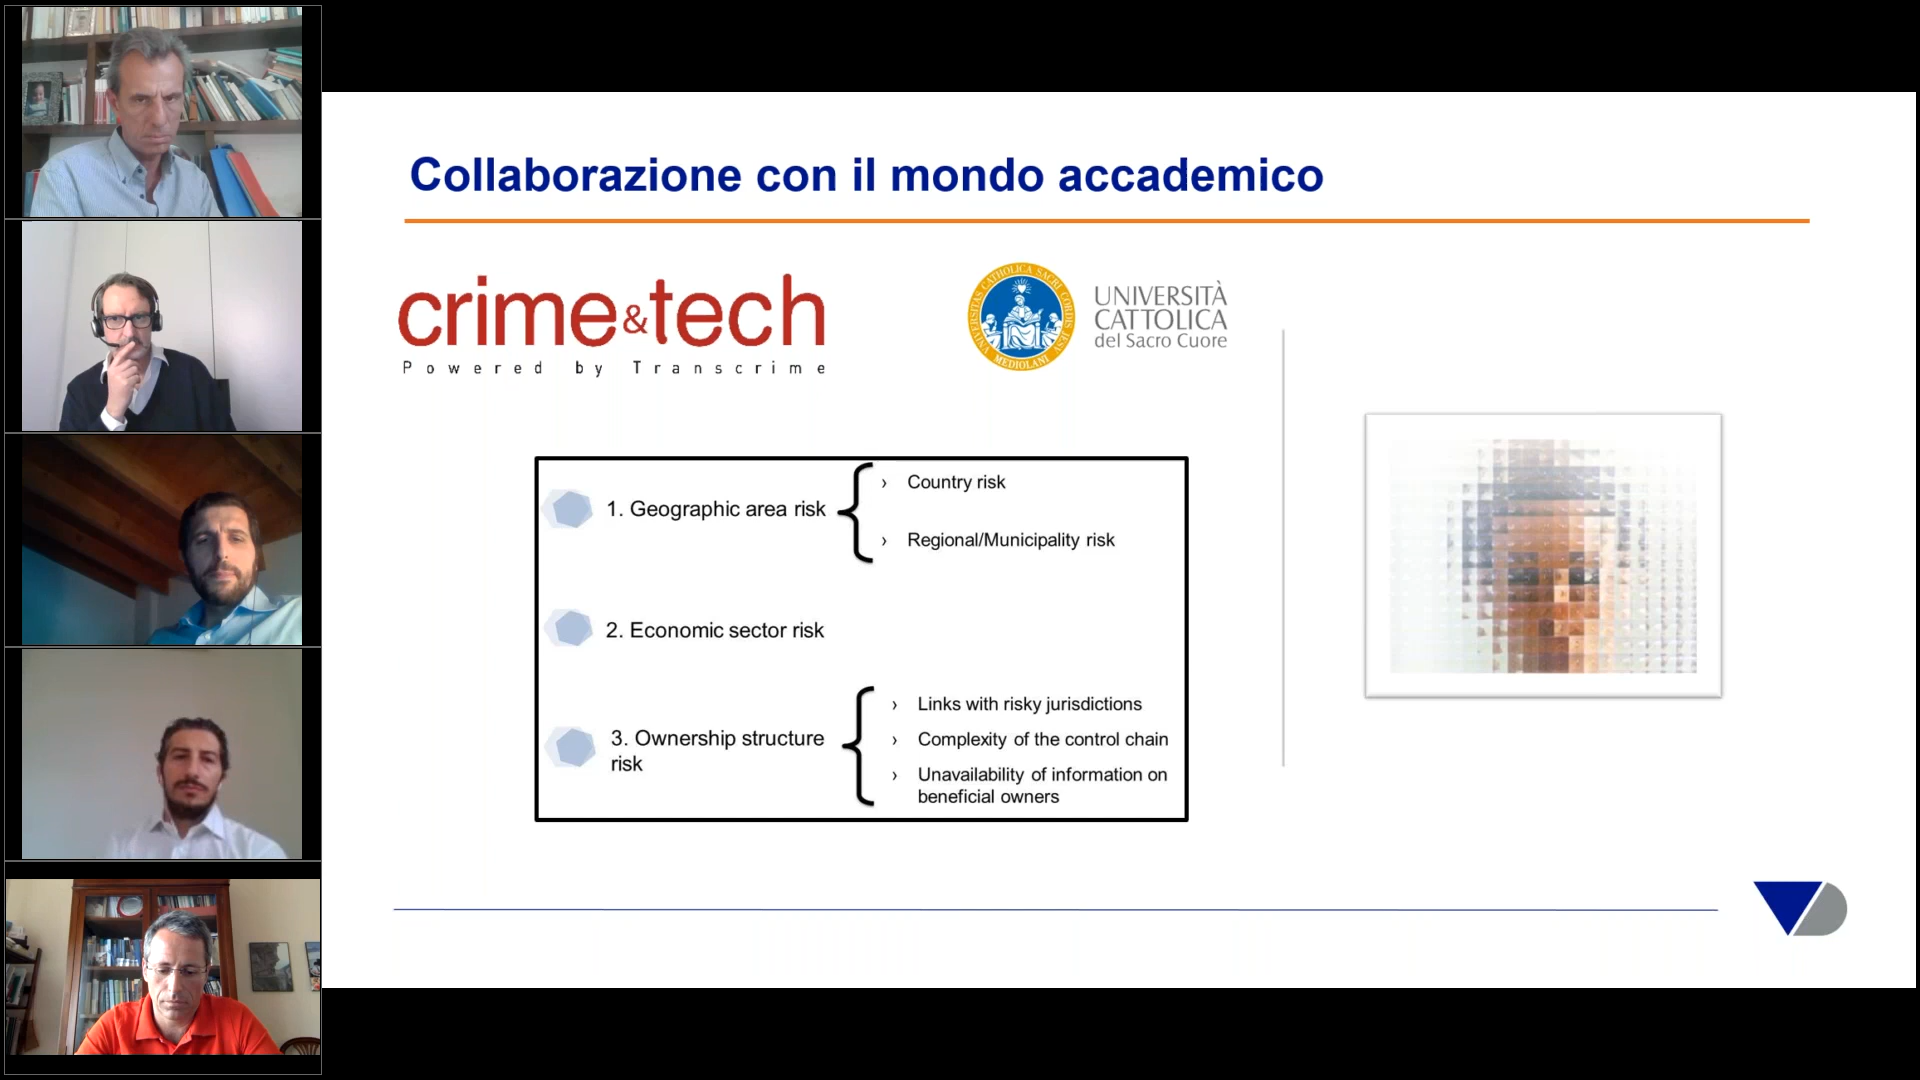 Collaborazione con il mondo accademico
crime&tech
Powered by Transcrime
UNIVERSITÀ
CATTOLICA
del Sacro Cuore
1. Geographic area risk
› Country risk
› Regional/Municipality risk
2. Economic sector risk
3. Ownership structure
risk
› Links with risky jurisdictions
› Complexity of the control chain
› Unavailability of information on
beneficial owners